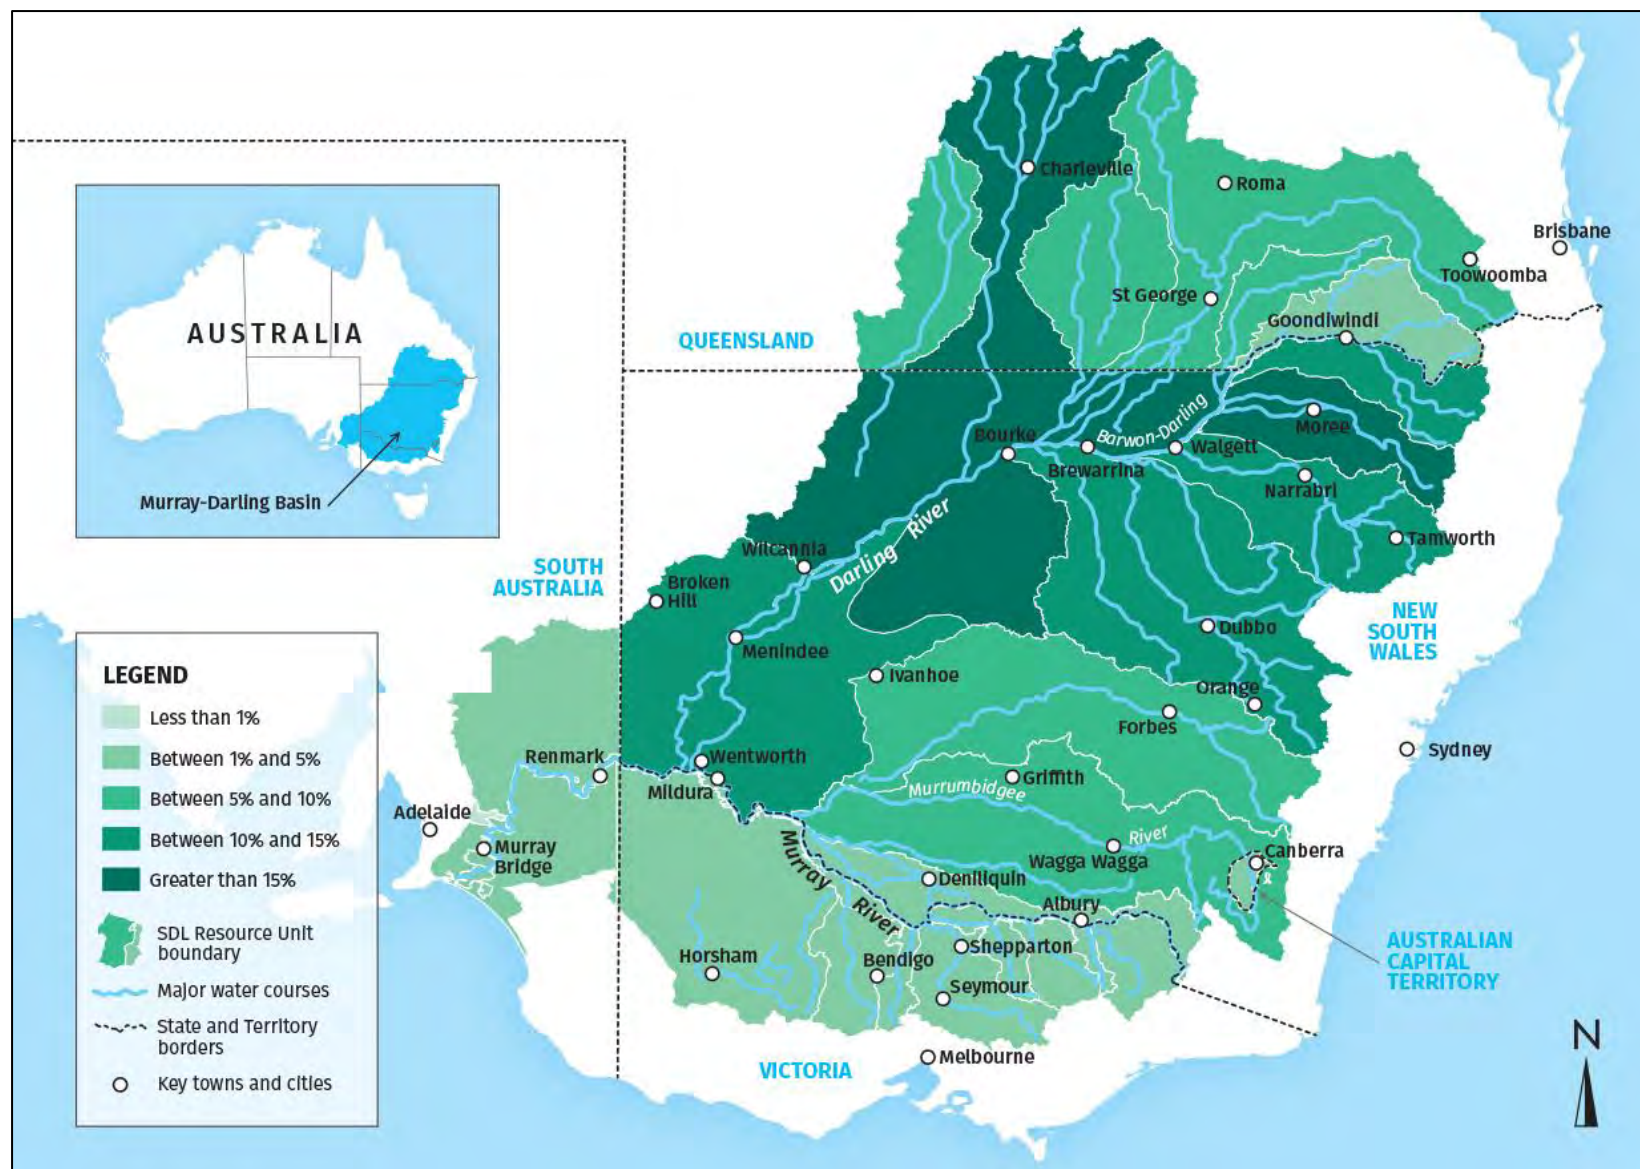 Charleville
Roma
Brisbane
Toowoomba
St George
Goondiwindi
QUEENSLAND
AUSTRALIA
Murray-Darling Basin
Barwon-Darling
Moree
Bourke
Brewarrina
Walgett
Narrabri
Tamworth
Darling River
Wilcannia
SOUTH
AUSTRALIA
Broken
Hill
NEW
SOUTH
WALES
Dubbo
Menindee
Ivanhoe
Orange
Forbes
Sydney
Wentworth
Renmark
Mildura
Griffith
Murrumbidgee
River
Adelaide
Murray
Bridge
Wagga Wagga
Canberra
Murray
River
Deniliquin
Albury
Shepparton
Horsham
Bendigo
Seymour
AUSTRALIAN
CAPITAL
TERRITORY
VICTORIA
Melbourne
N
LEGEND
Less than 1%
Between 1% and 5%
Between 5% and 10%
Between 10% and 15%
Greater than 15%
SDL Resource Unit
boundary
Major water courses
State and Territory
borders
Key towns and cities